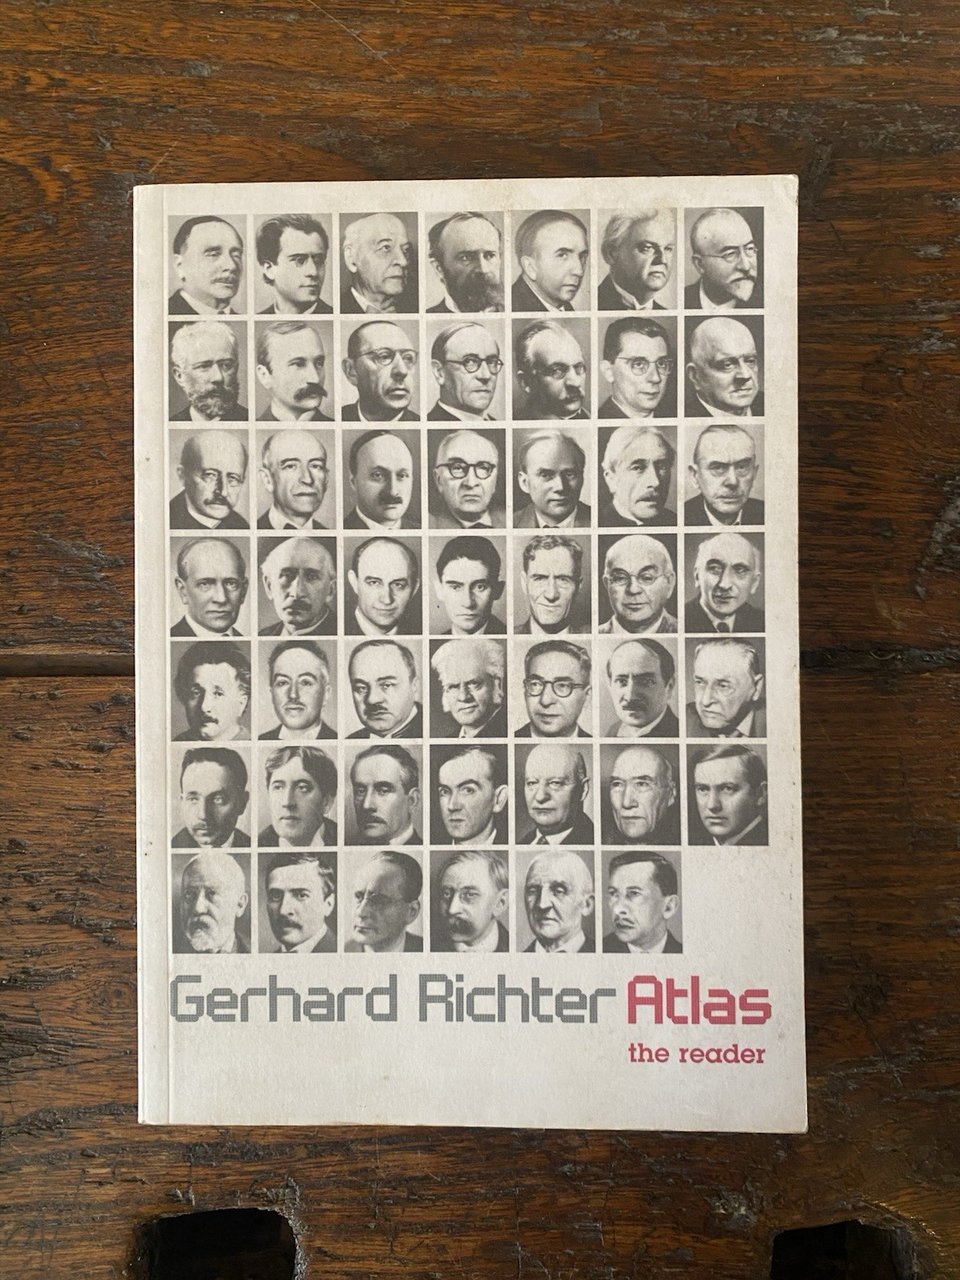 Gerhard Richter Atlas
the reader